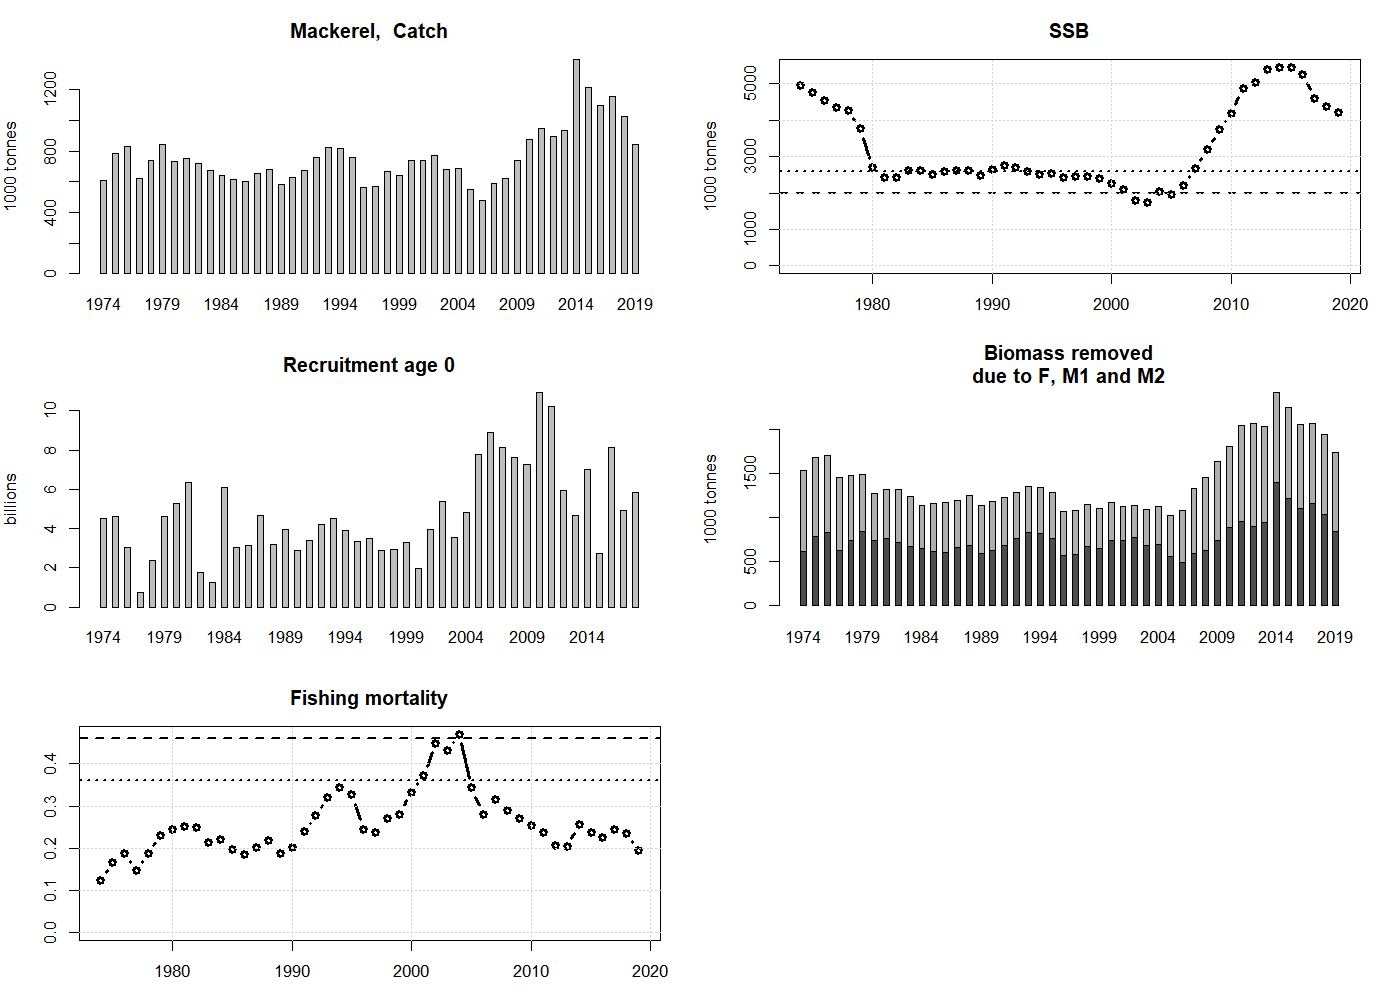 Mackerel,  Catch
1000 tonnes
0 400 800 1200
1974 1979 1984 1989 1994 1999 2004 2009 2014 2019
SSB
1000 tonnes
0 1000 3000 5000
1980 1990 2000 2010 2020
Recruitment age 0
billions
0 2 4 6 8 10
1974 1979 1984 1989 1994 1999 2004 2009 2014
Biomass removed
due to F, M1 and M2
1000 tonnes
0 500 1500
1974 1979 1984 1989 1994 1999 2004 2009 2014 2019
Fishing mortality
0.0 0.1 0.2 0.3 0.4
1980 1990 2000 2010 2020